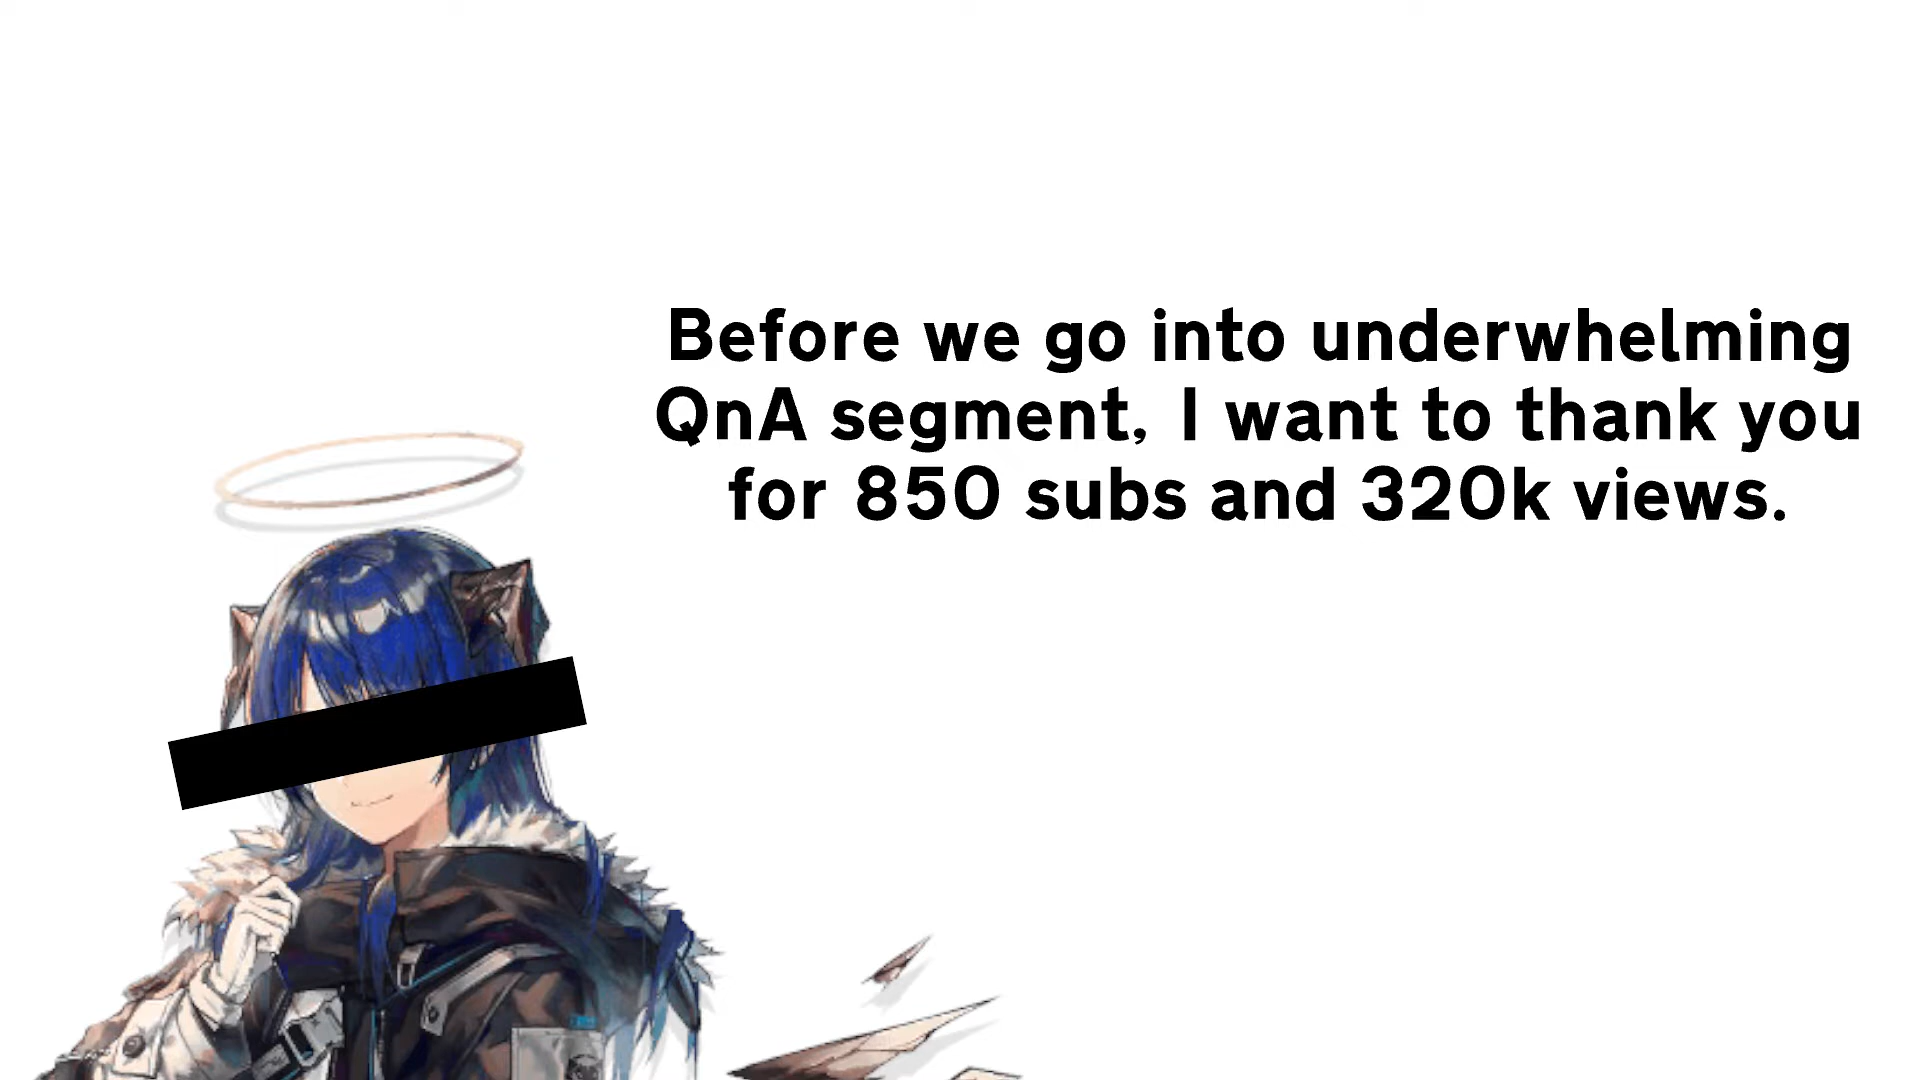 Before we go into underwhelming
QnA segment, I want to thank you
for 850 subs and 320k views.